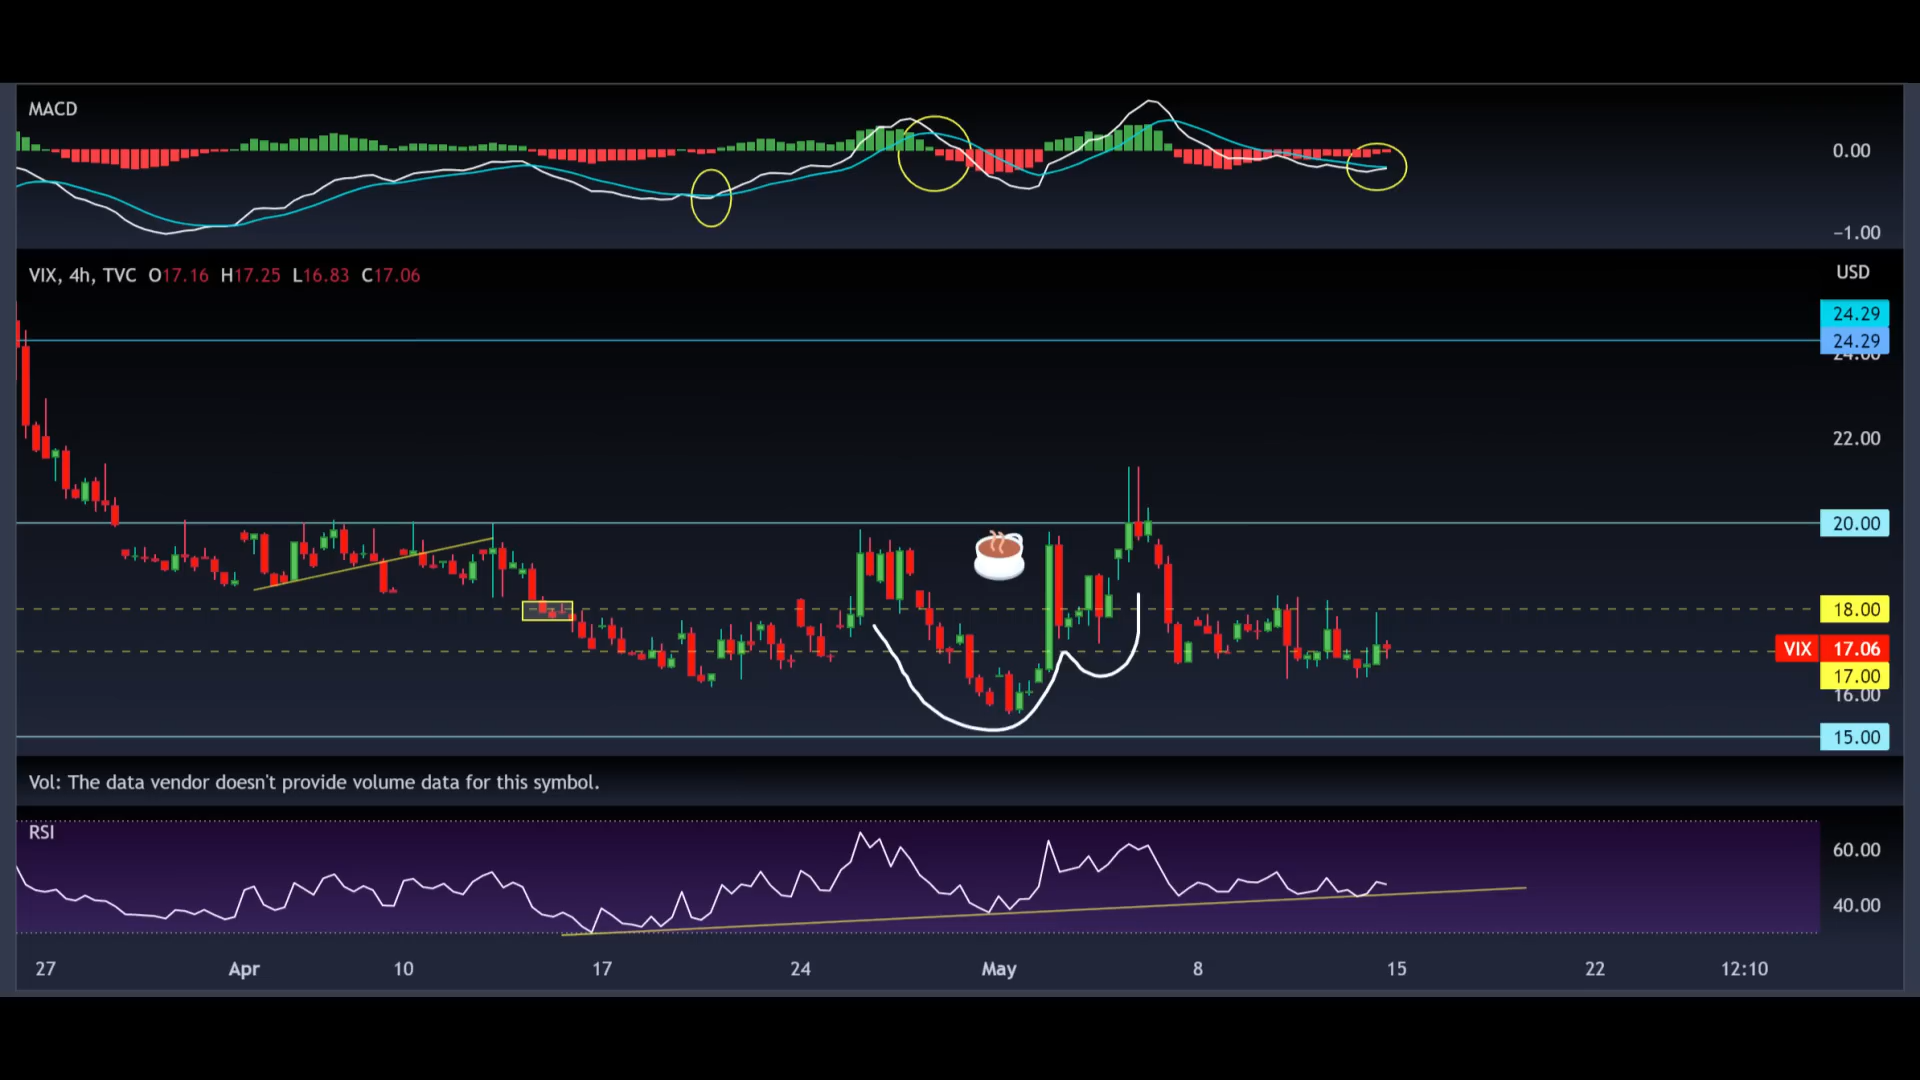 MACD
0.00
−1.00
VIX, 4h, TVC O17.16 H17.25 L16.83 C17.06
USD
24.29
24.29
24.00
22.00
20.00
18.00
VIX 17.06
17.00
16.00
15.00
Vol: The data vendor doesn't provide volume data for this symbol.
RSI
60.00
40.00
27 Apr 10 17 24 May 8 15 22 12:10